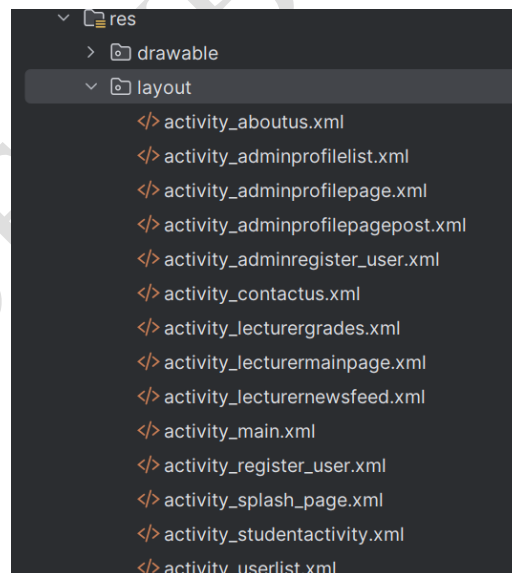 res
drawable
layout
</> activity_aboutus.xml
</> activity_adminprofilelist.xml
</> activity_adminprofilepage.xml
</> activity_adminprofilepagepost.xml
</> activity_adminregister_user.xml
</> activity_contactus.xml
</> activity_lecturergrades.xml
</> activity_lecturermainpage.xml
</> activity_lecturernewsfeed.xml
</> activity_main.xml
</> activity_register_user.xml
</> activity_splash_page.xml
</> activity_studentactivity.xml
</> activity_userlist.xml